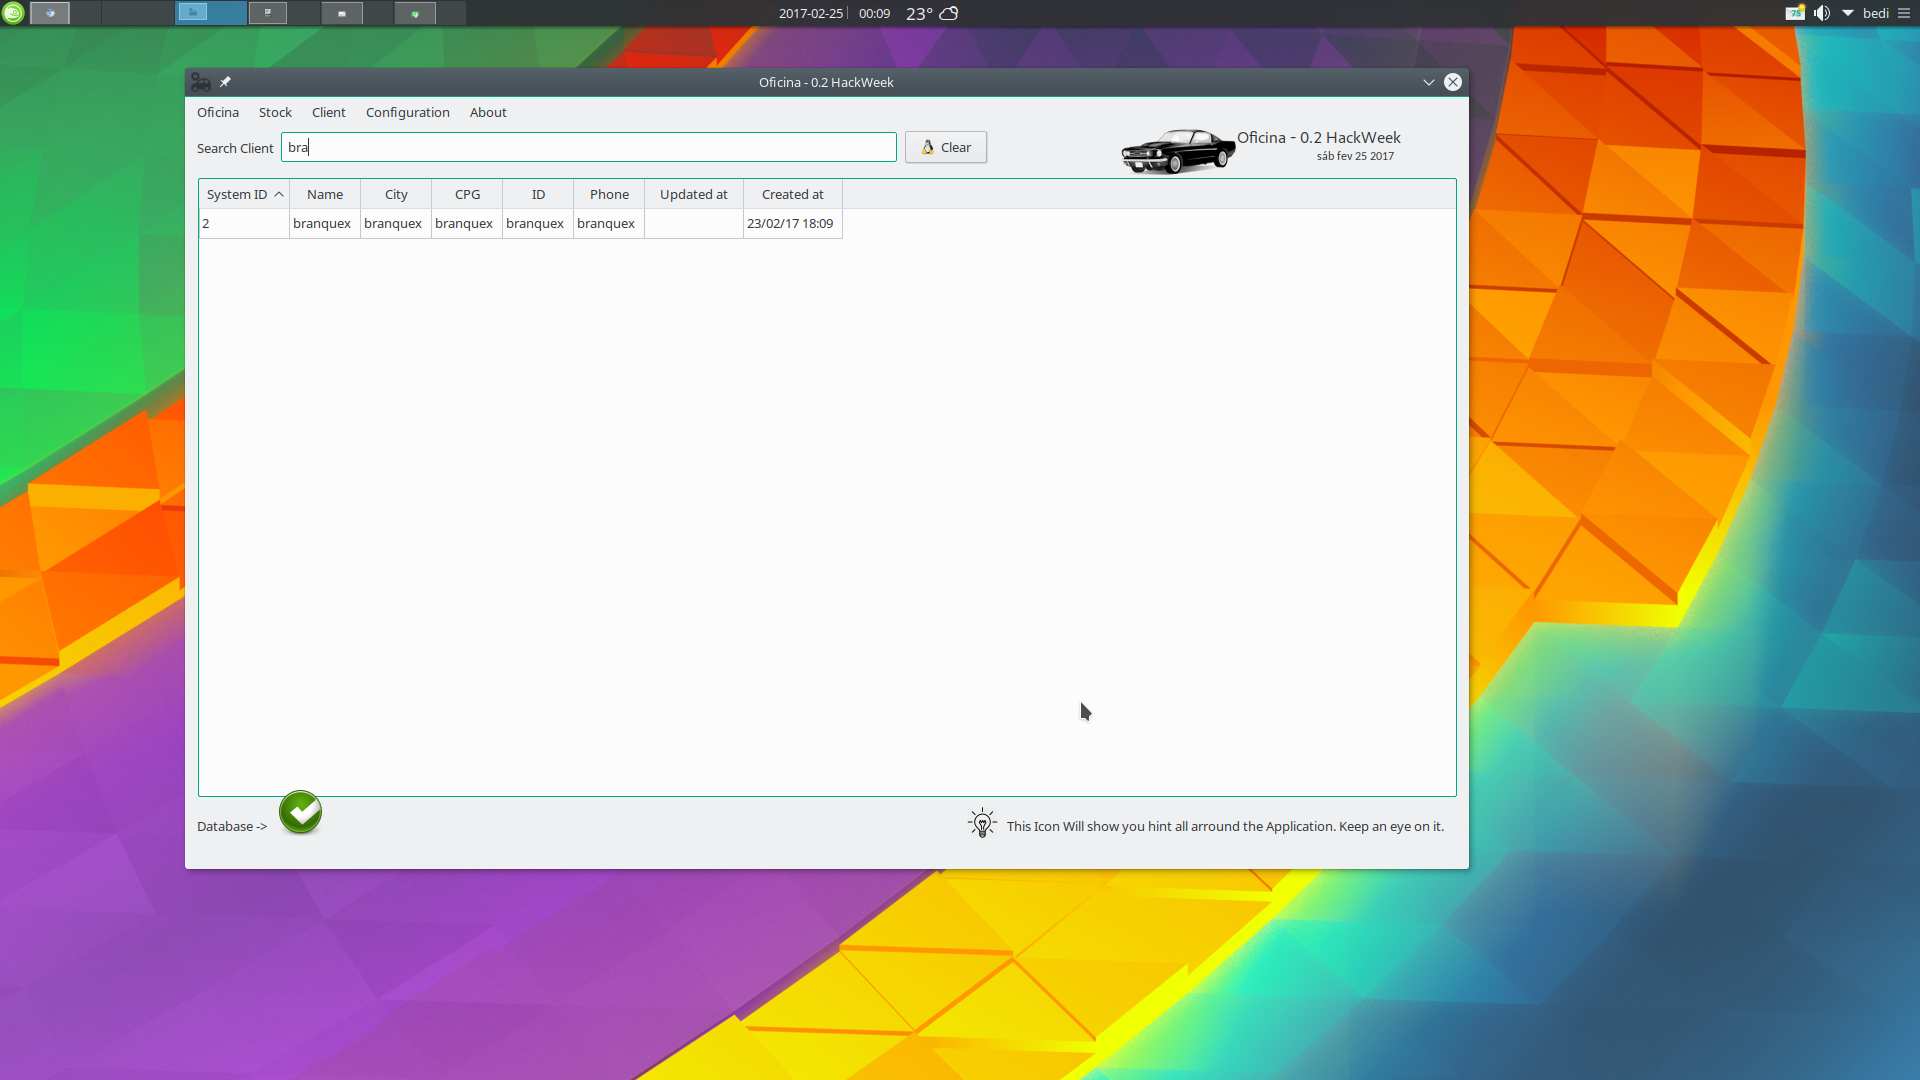 2017-02-25 00:09 23°
75
bedi
Oficina - 0.2 HackWeek
Oficina Stock Client Configuration About
Search Client bra Clear
Oficina - 0.2 HackWeek
sáb fev 25 2017
System ID Name City CPG ID Phone Updated at Created at
2 branquex branquex branquex branquex branquex 23/02/17 18:09
Database -> This Icon Will show you hint all arround the Application. Keep an eye on it.